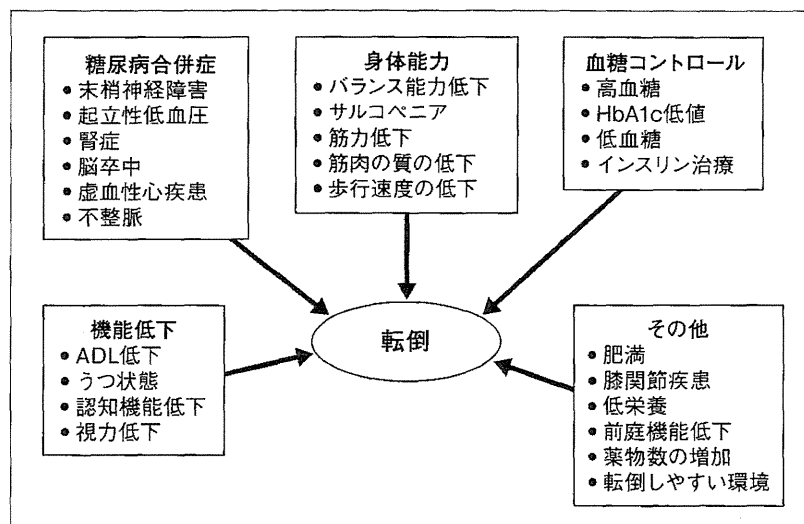 糖尿病合併症
• 末梢神経障害
• 起立性低血圧
• 腎症
• 脳卒中
• 虚血性心疾患
• 不整脈
身体能力
• バランス能力低下
• サルコペニア
• 筋力低下
• 筋肉の質の低下
• 歩行速度の低下
血糖コントロール
• 高血糖
• HbA1c低値
• 低血糖
• インスリン治療
転倒
機能低下
• ADL低下
• うつ状態
• 認知機能低下
• 視力低下
その他
• 肥満
• 膝関節疾患
• 低栄養
• 前庭機能低下
• 薬物数の増加
• 転倒しやすい環境